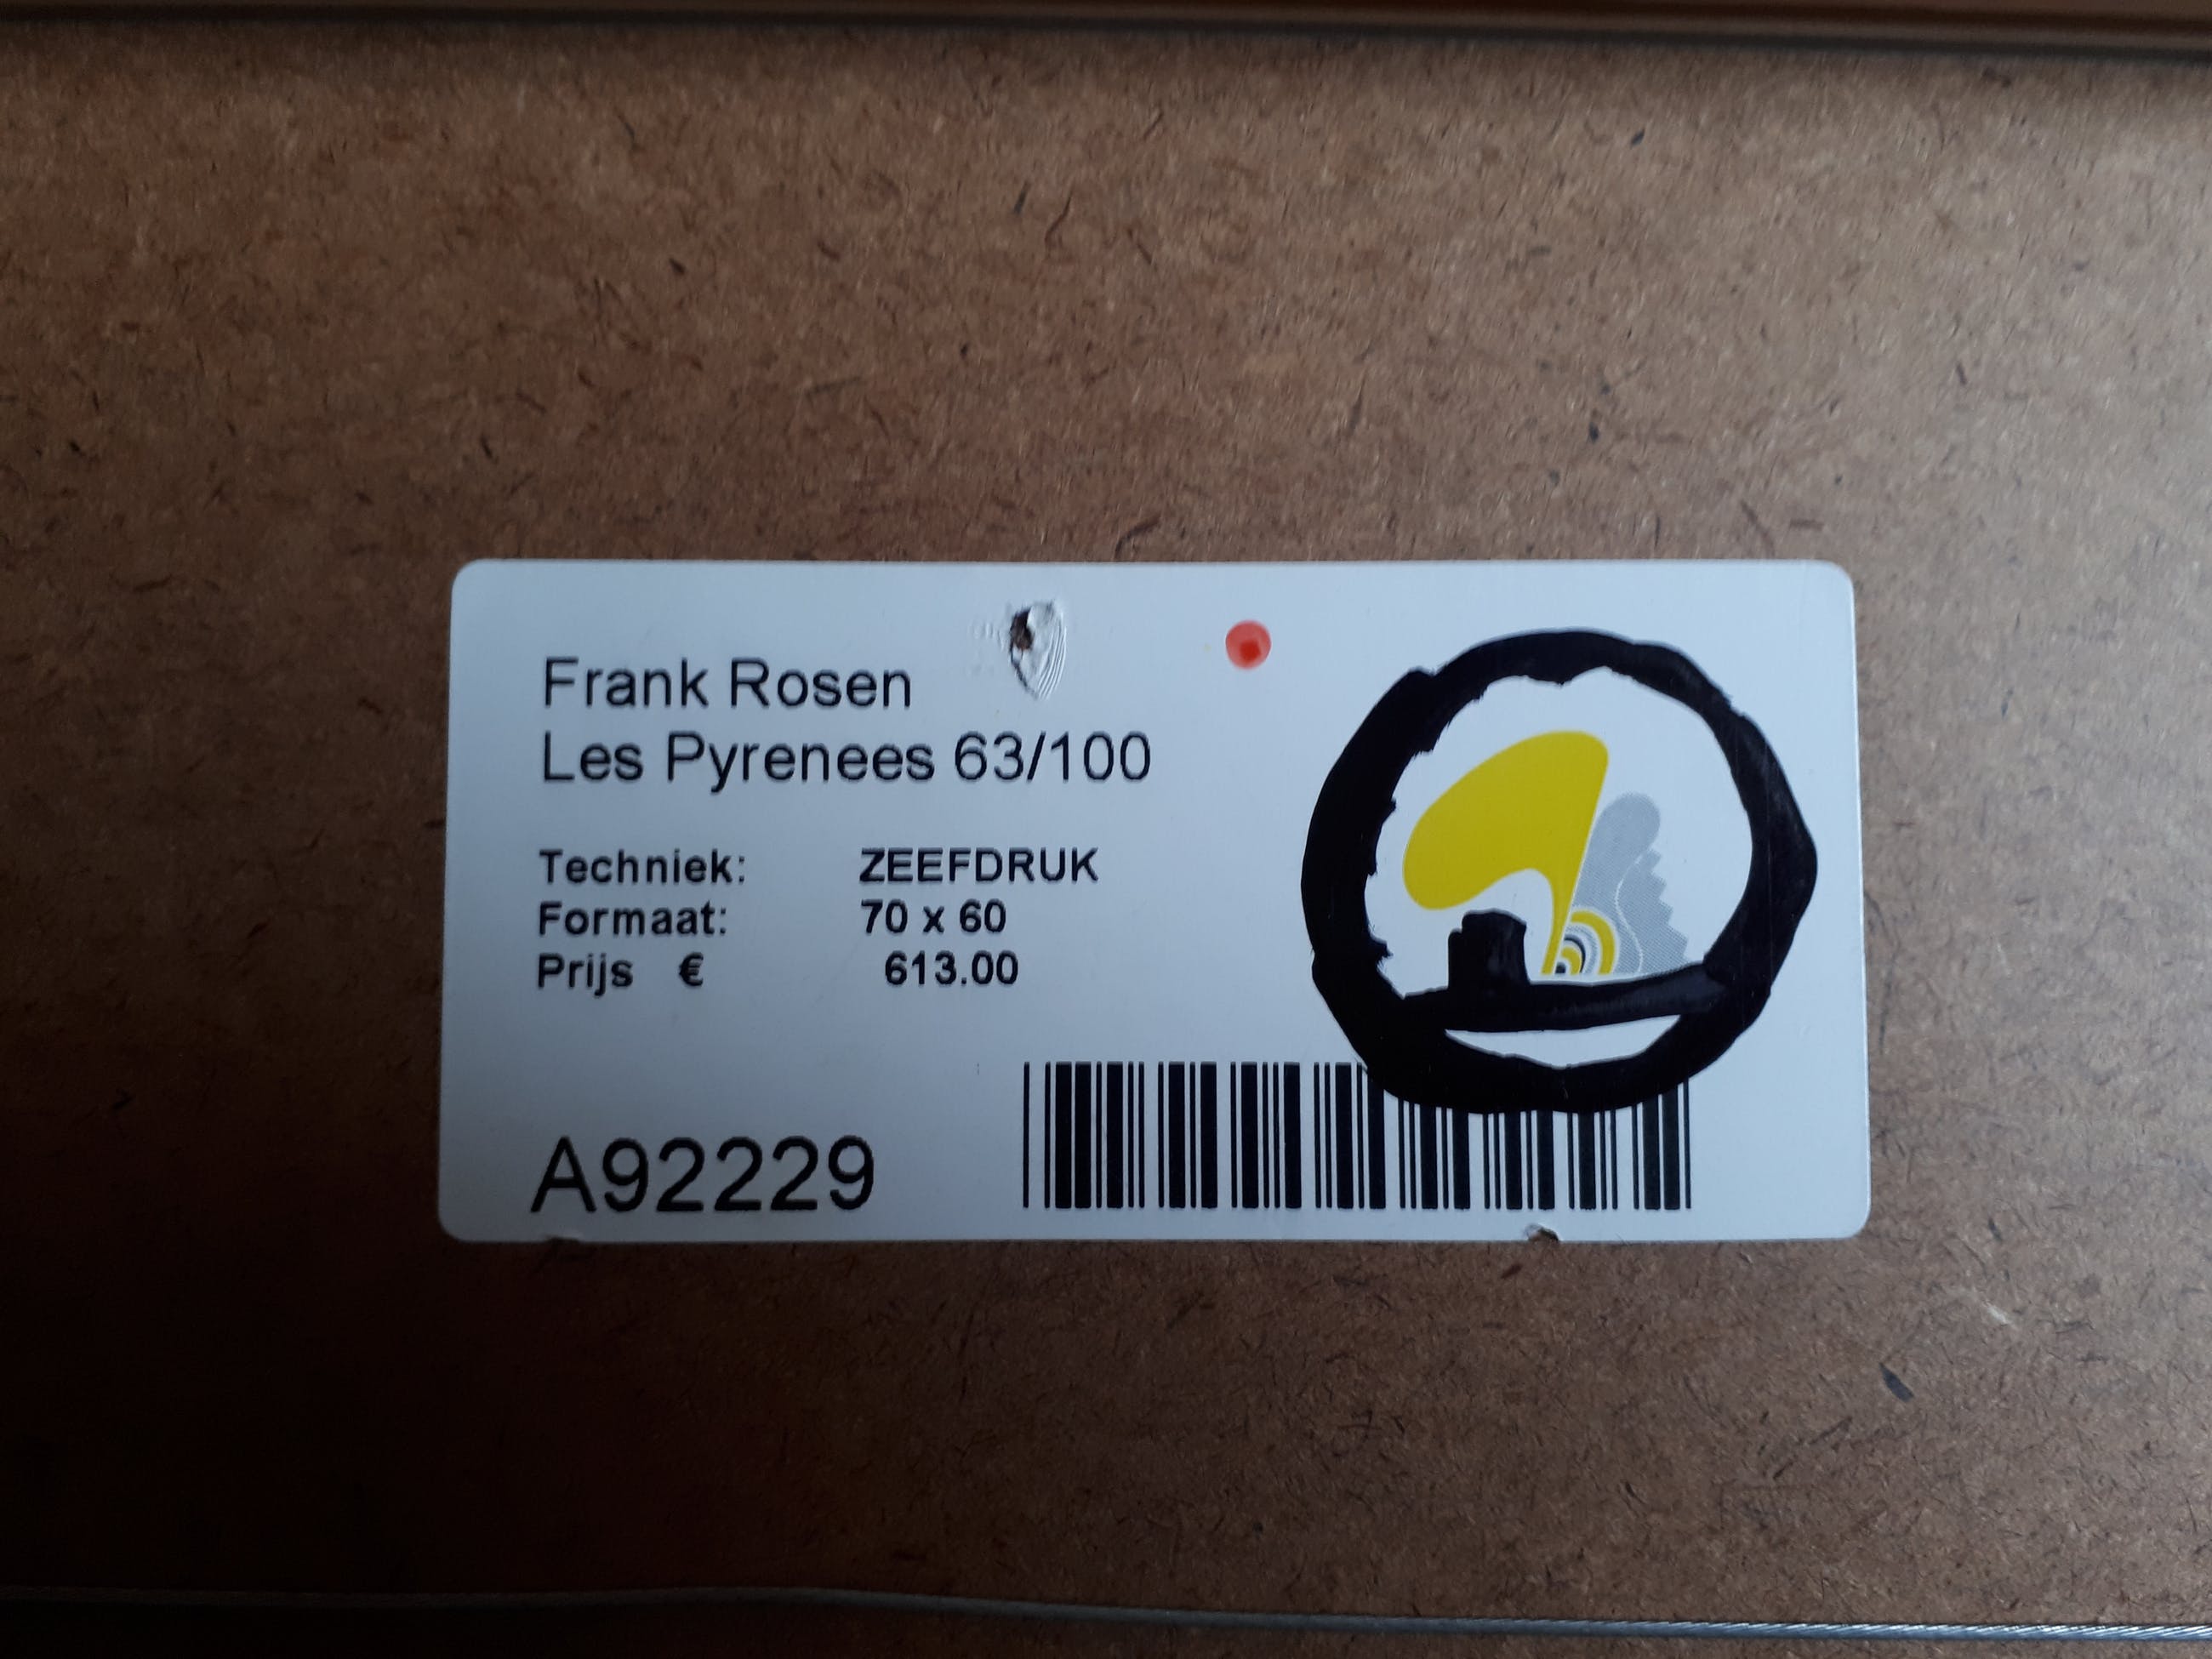 Frank Rosen
Les Pyrenees 63/100
Techniek: ZEEFDRUK
Formaat: 70 x 60
Prijs € 613.00
A92229